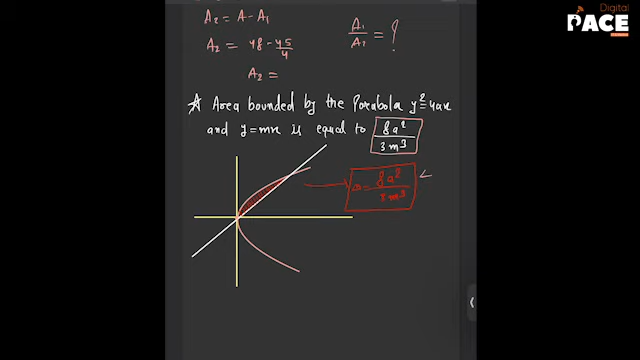 A₂ = A - A₁
A₂ = 48 - 45/4
A₁/A₂ = ?
A₂ =
Area bounded by the Parabola y² = 4ax
and y = mx is equal to 8a²/3m³
= 8a²/3m³
Digital
PACE